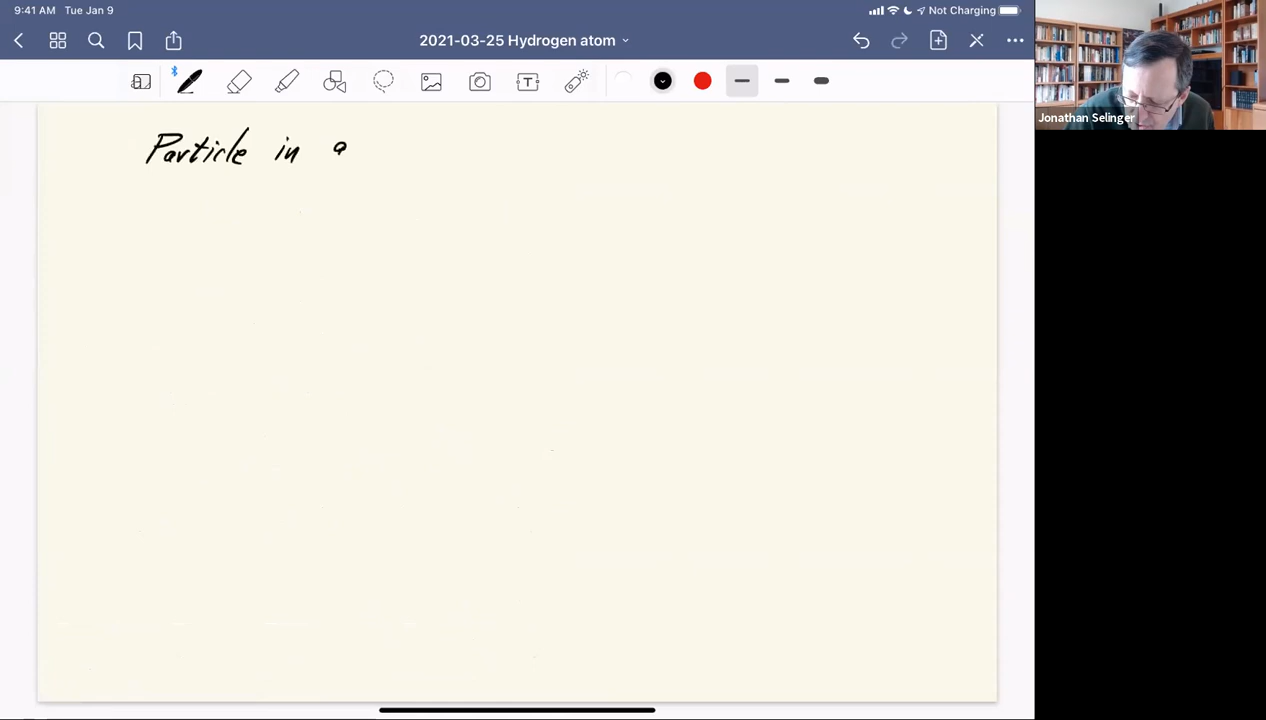 9:41 AM Tue Jan 9
Not Charging
2021-03-25 Hydrogen atom
T
Jonathan Selinger
Particle in a